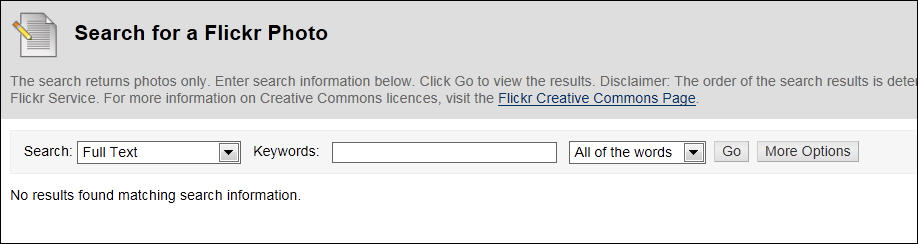 Search for a Flickr Photo
The search returns photos only. Enter search information below. Click Go to view the results. Disclaimer: The order of the search results is dete
Flickr Service. For more information on Creative Commons licences, visit the Flickr Creative Commons Page.
Search: Full Text Keywords: All of the words Go More Options
No results found matching search information.